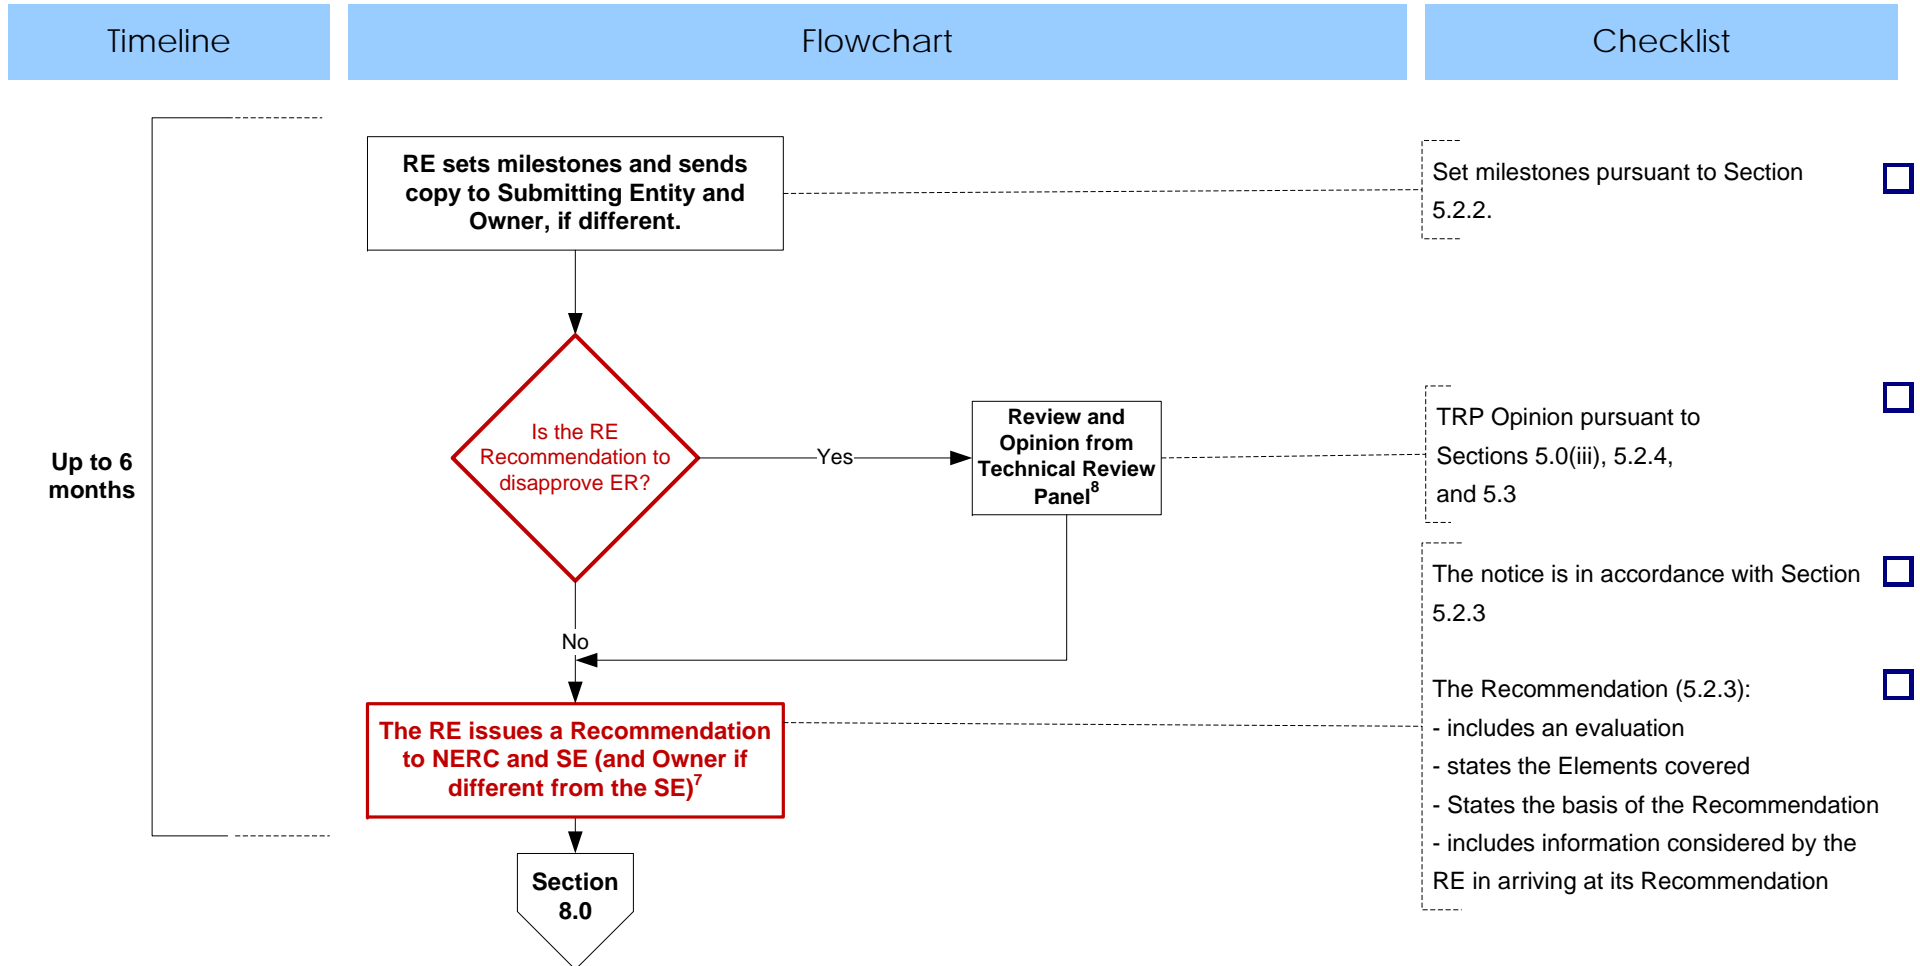 Timeline
Flowchart
Checklist
RE sets milestones and sends
copy to Submitting Entity and
Owner, if different.
Set milestones pursuant to Section
5.2.2.
Up to 6
months
Is the RE
Recommendation to
disapprove ER?
Yes
Review and
Opinion from
Technical Review
Panel8
TRP Opinion pursuant to
Sections 5.0(iii), 5.2.4,
and 5.3
No
The notice is in accordance with Section
5.2.3
The RE issues a Recommendation
to NERC and SE (and Owner if
different from the SE)7
The Recommendation (5.2.3):
- includes an evaluation
- states the Elements covered
- States the basis of the Recommendation
- includes information considered by the
RE in arriving at its Recommendation
Section
8.0